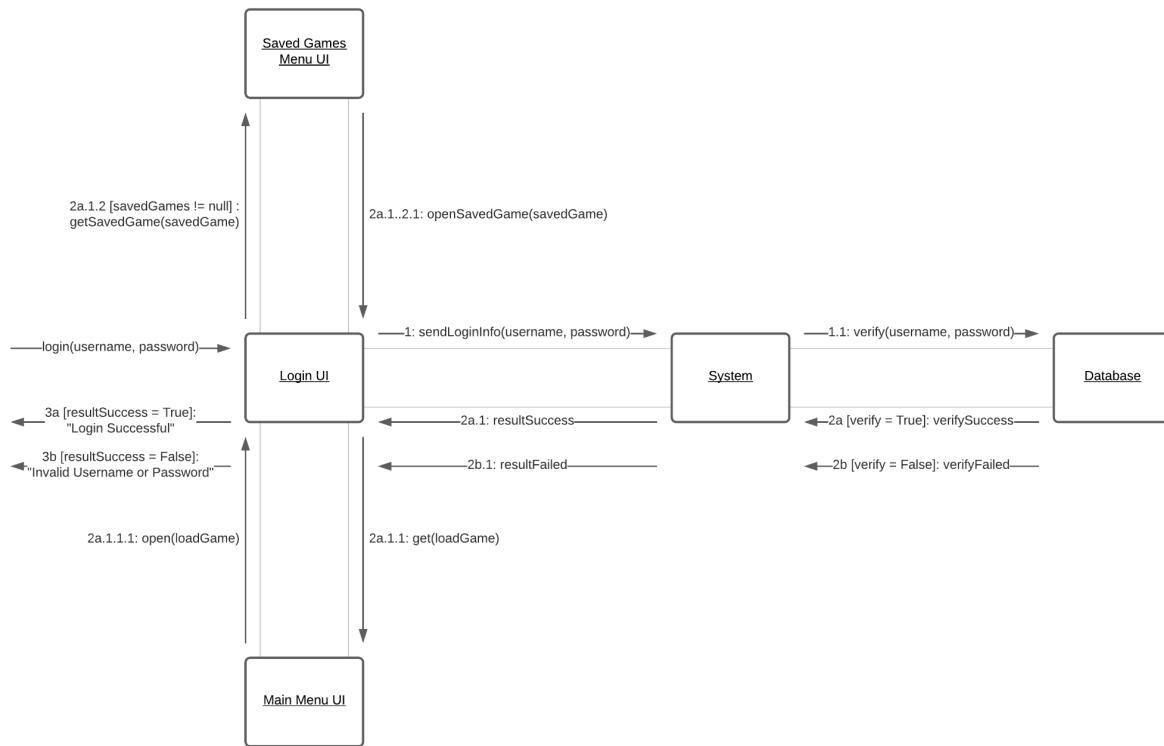 Saved Games
Menu UI
2a.1.2 [savedGames != null] :
getSavedGame(savedGame)
2a.1..2.1: openSavedGame(savedGame)
1: sendLoginInfo(username, password)
1.1: verify(username, password)
login(username, password)
Login UI
System
Database
3a [resultSuccess = True]:
"Login Successful"
2a.1: resultSuccess
2a [verify = True]: verifySuccess
3b [resultSuccess = False]:
"Invalid Username or Password"
2b.1: resultFailed
2b [verify = False]: verifyFailed
2a.1.1.1: open(loadGame)
2a.1.1: get(loadGame)
Main Menu UI